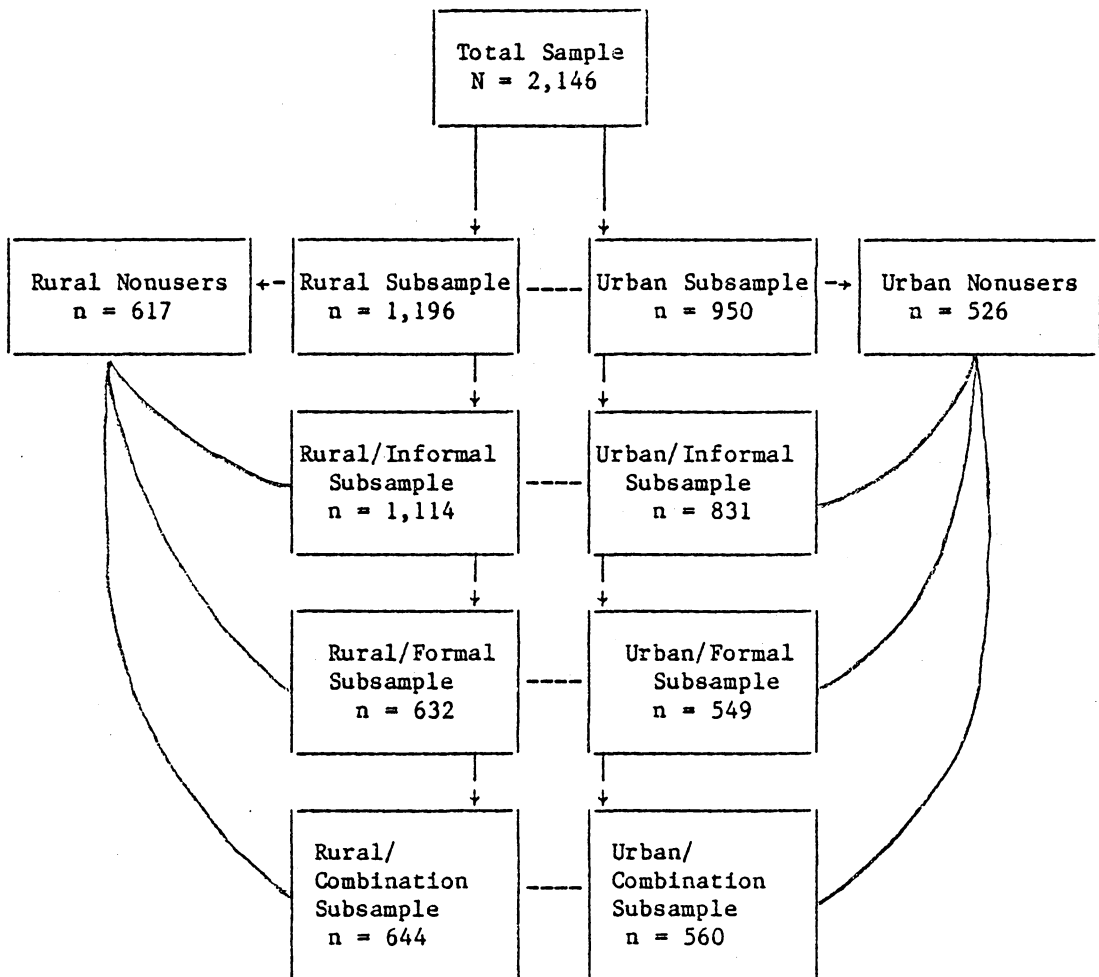 Total Sample
N = 2,146
Rural Nonusers
n = 617
Rural Subsample
n = 1,196
Urban Subsample
n = 950
Urban Nonusers
n = 526
Rural/Informal
Subsample
n = 1,114
Urban/Informal
Subsample
n = 831
Rural/Formal
Subsample
n = 632
Urban/Formal
Subsample
n = 549
Rural/
Combination
Subsample
n = 644
Urban/
Combination
Subsample
n = 560